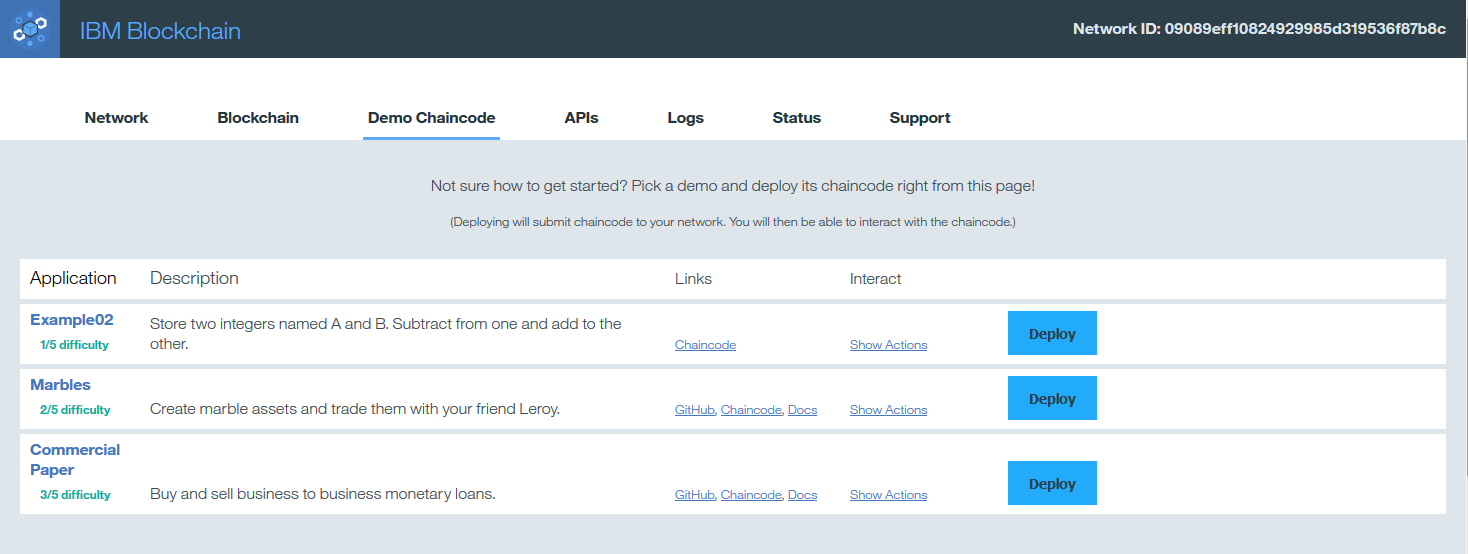 IBM Blockchain
Network ID: 09089eff10824929985d319536f87b8c
Network Blockchain Demo Chaincode APIs Logs Status Support
Not sure how to get started? Pick a demo and deploy its chaincode right from this page!
(Deploying will submit chaincode to your network. You will then be able to interact with the chaincode.)
Application Description Links Interact
Example02
Store two integers named A and B. Subtract from one and add to the
other.
1/5 difficulty
Chaincode Show Actions Deploy
Marbles
2/5 difficulty
Create marble assets and trade them with your friend Leroy.
GitHub, Chaincode, Docs Show Actions Deploy
Commercial
Paper
3/5 difficulty
Buy and sell business to business monetary loans.
GitHub, Chaincode, Docs Show Actions Deploy